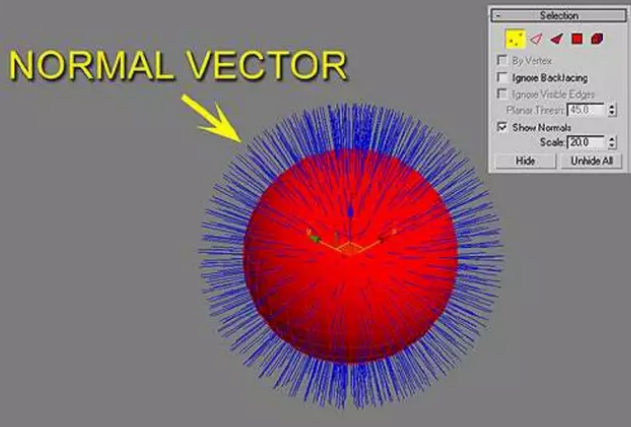 Selection
NORMAL VECTOR
By Vertex
Ignore Backfacing
Ignore Visible Edges
Planar Thresh: 45.0
Show Normals
Scale: 20.0
Hide Unhide All